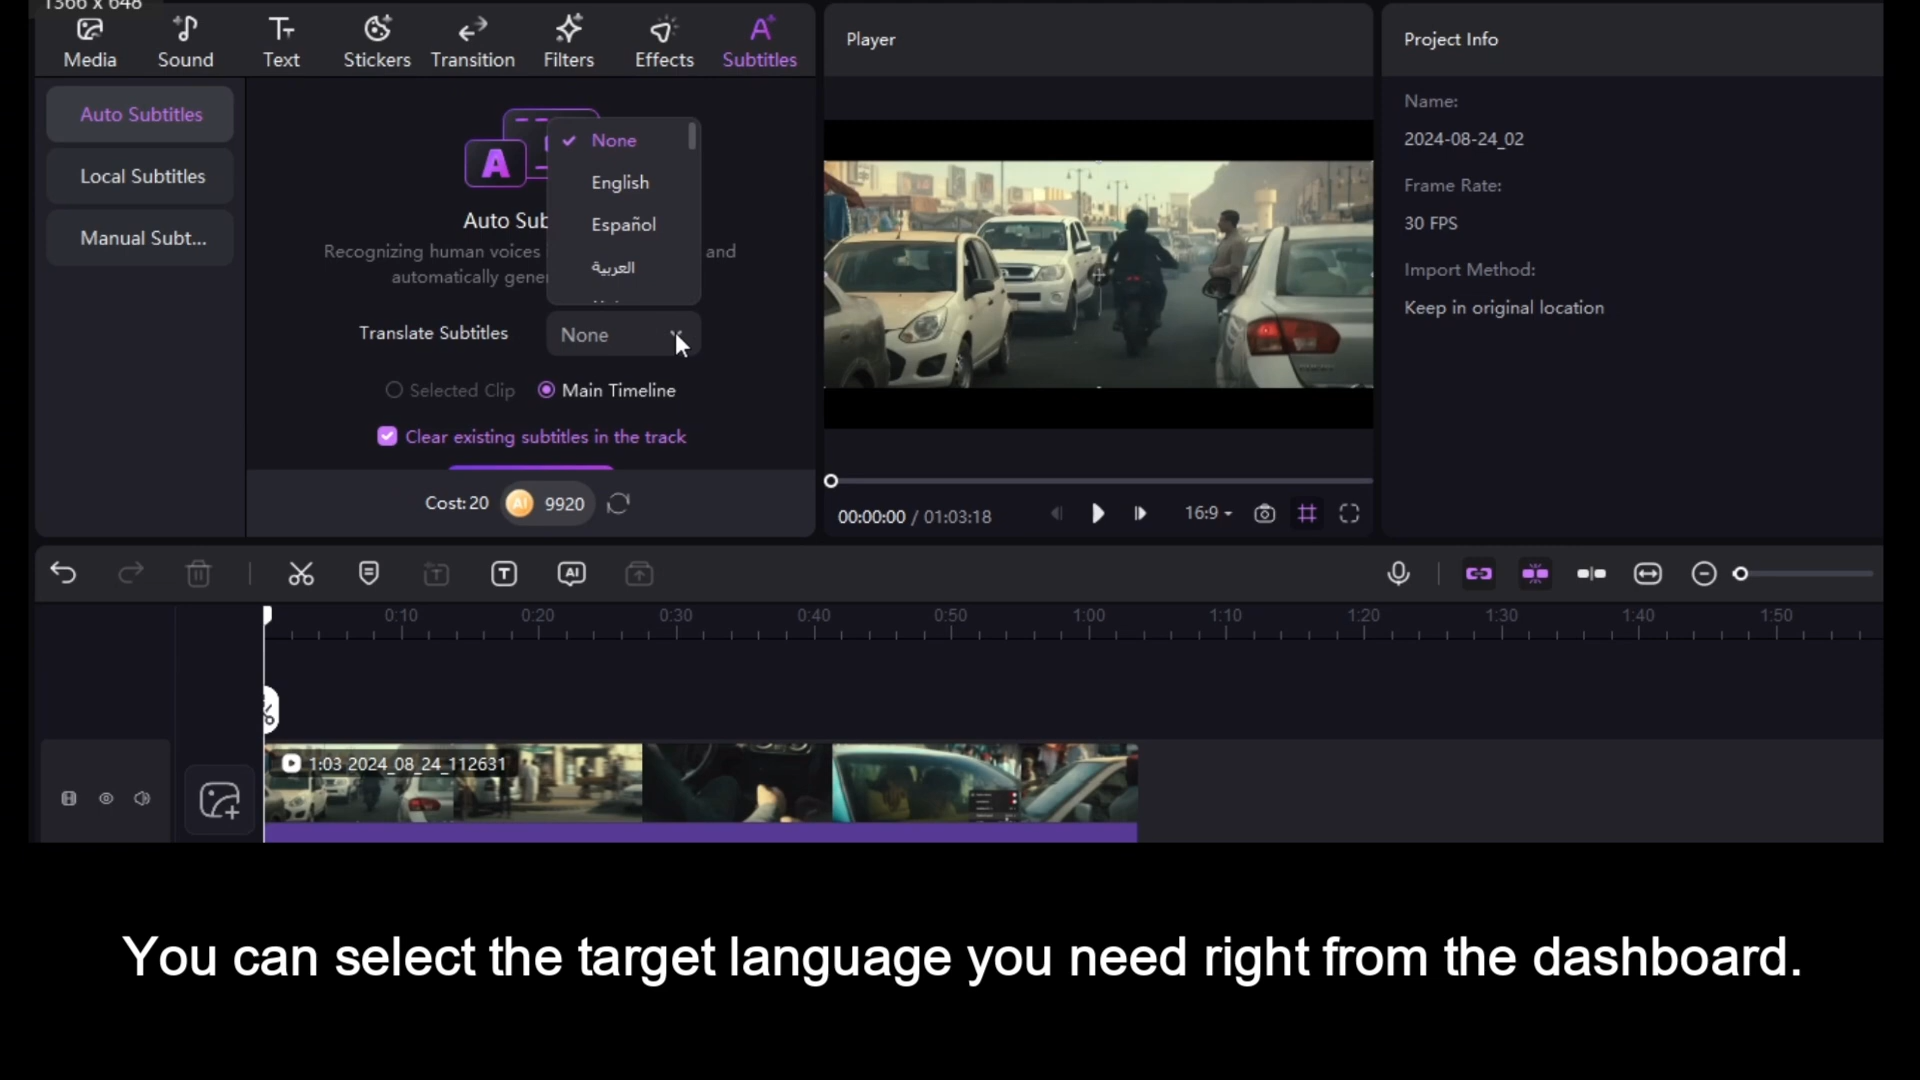 1366 x 648
Media
Sound
Text
Stickers
Transition
Filters
Effects
Subtitles
Player
Project Info
Auto Subtitles
Local Subtitles
Manual Subt...
A
None
English
Español
العربية
Auto Sub
Recognizing human voices
and
automatically gener
Translate Subtitles
None
Selected Clip
Main Timeline
Clear existing subtitles in the track
Cost: 20
AI
9920
Name:
2024-08-24_02
Frame Rate:
30 FPS
Import Method:
Keep in original location
00:00:00 / 01:03:18
16:9
T
AI
0:10
0:20
0:30
0:40
0:50
1:00
1:10
1:20
1:30
1:40
1:50
1:03 2024_08_24_112631
You can select the target language you need right from the dashboard.